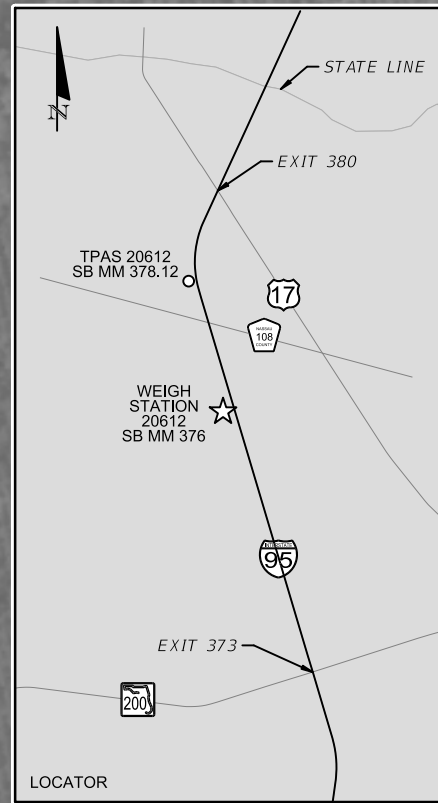 N
STATE LINE
EXIT 380
TPAS 20612
SB MM 378.12
17
NASSAU
108
COUNTY
WEIGH
STATION
20612
SB MM 376
INTERSTATE
95
EXIT 373
200
LOCATOR